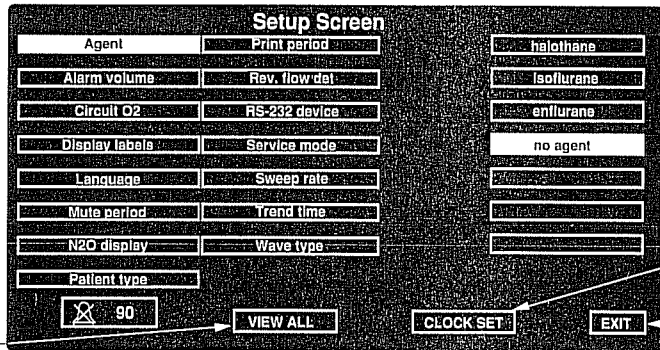 Setup Screen
Agent Print period halothane
Alarm volume Rev. flow det Isoflurane
Circuit O2 RS-232 device enflurane
Display labels Service mode no agent
Language Sweep rate
Mute period Trend time
N2O display Wave type
Patient type
90 VIEW ALL CLOCK SET EXIT